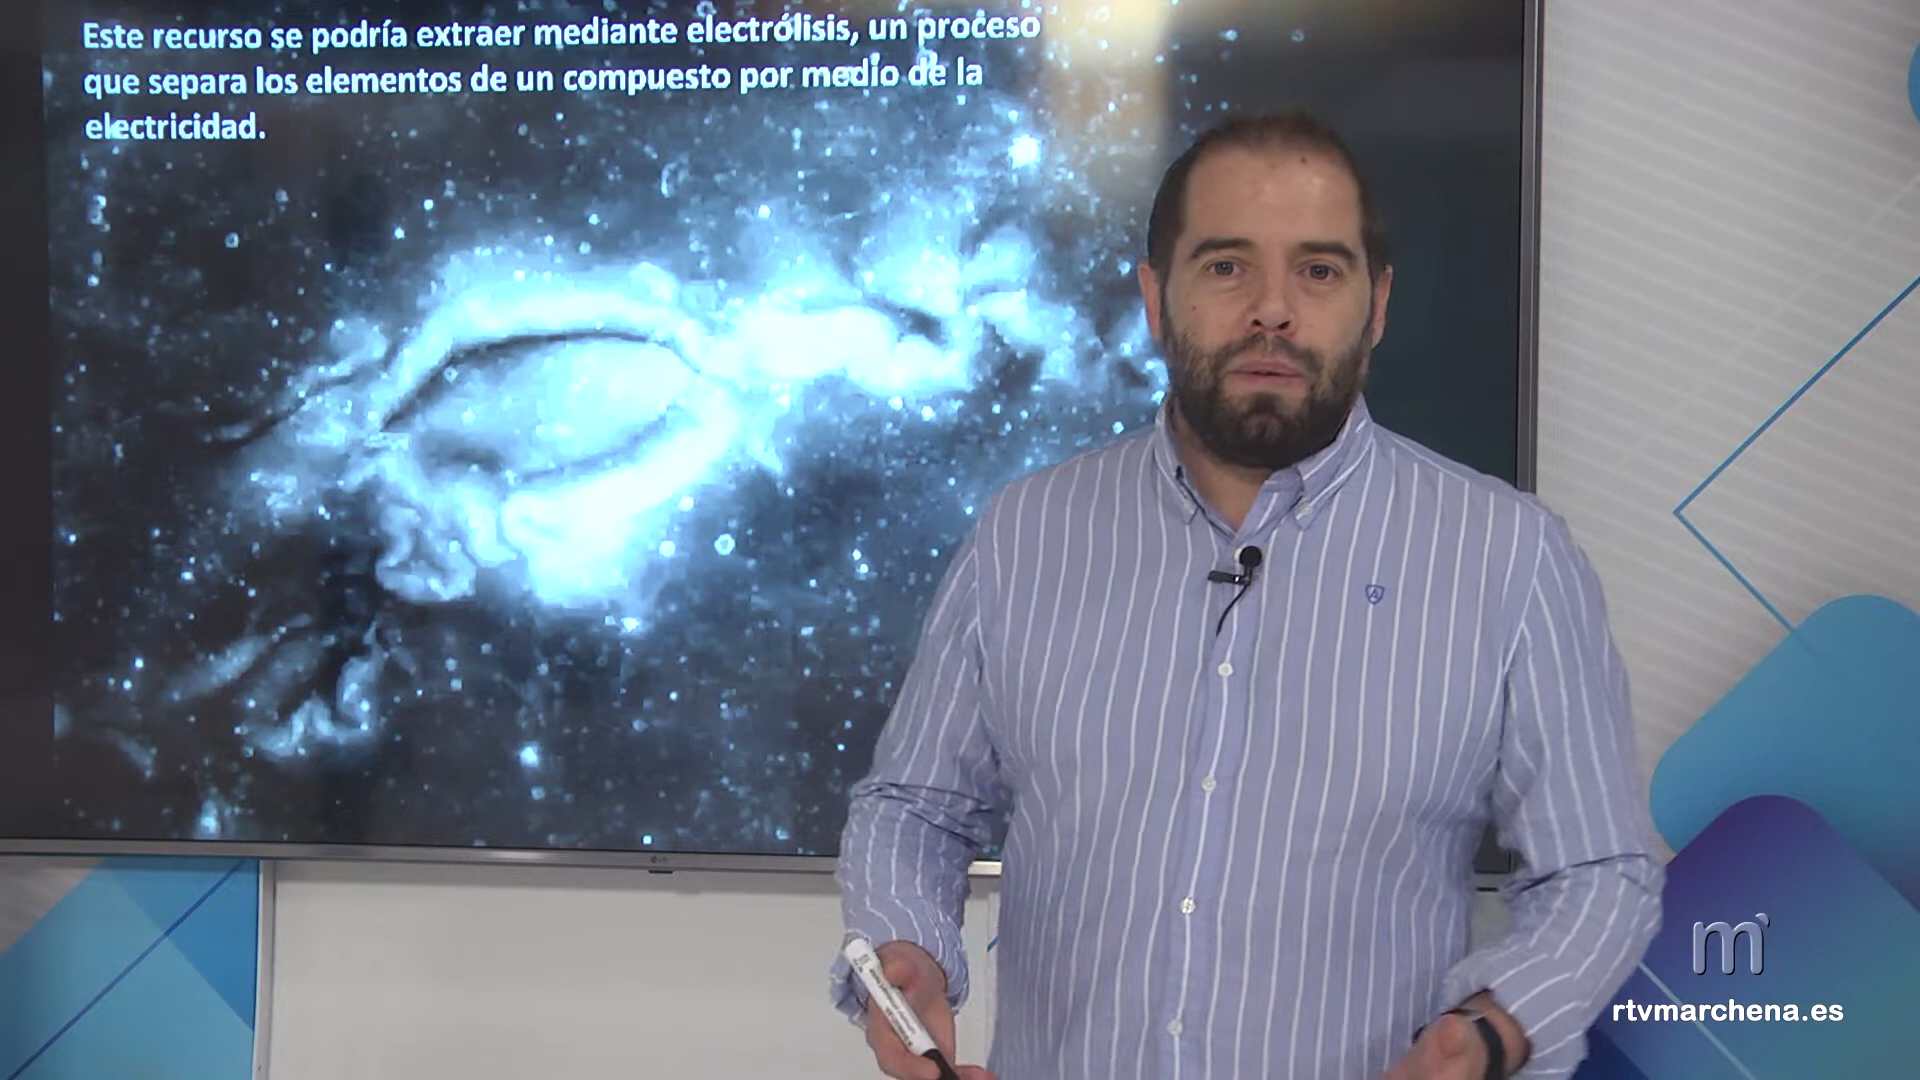 Este recurso se podría extraer mediante electrólisis, un proceso
que separa los elementos de un compuesto por medio de la
electricidad.
LG
A
m
rtvmarchena.es